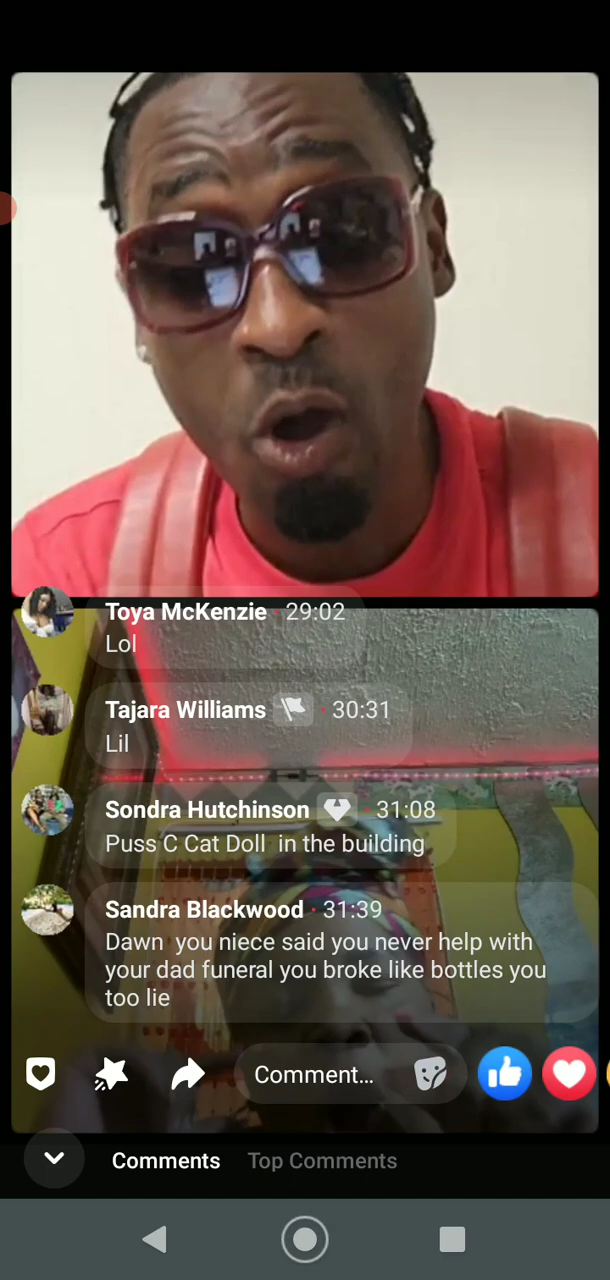 Toya McKenzie · 29:02
Lol
Tajara Williams · 30:31
Lil
Sondra Hutchinson · 31:08
Puss C Cat Doll in the building
Sandra Blackwood · 31:39
Dawn you niece said you never help with
your dad funeral you broke like bottles you
too lie
Comment...
Comments Top Comments